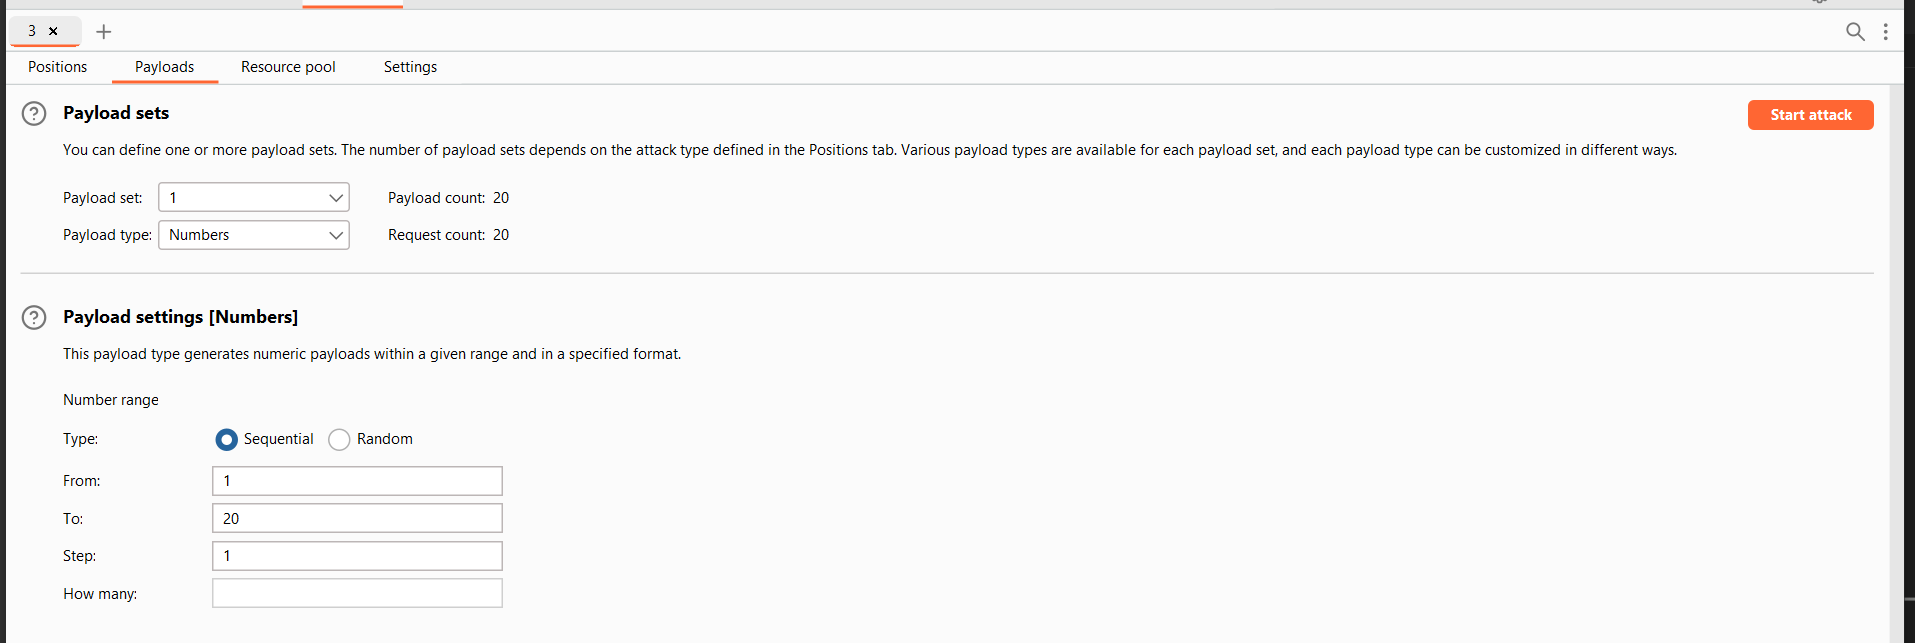 3 ×
Positions Payloads Resource pool Settings
Payload sets
Start attack
You can define one or more payload sets. The number of payload sets depends on the attack type defined in the Positions tab. Various payload types are available for each payload set, and each payload type can be customized in different ways.
Payload set: 1 Payload count: 20
Payload type: Numbers Request count: 20
Payload settings [Numbers]
This payload type generates numeric payloads within a given range and in a specified format.
Number range
Type: Sequential Random
From: 1
To: 20
Step: 1
How many: